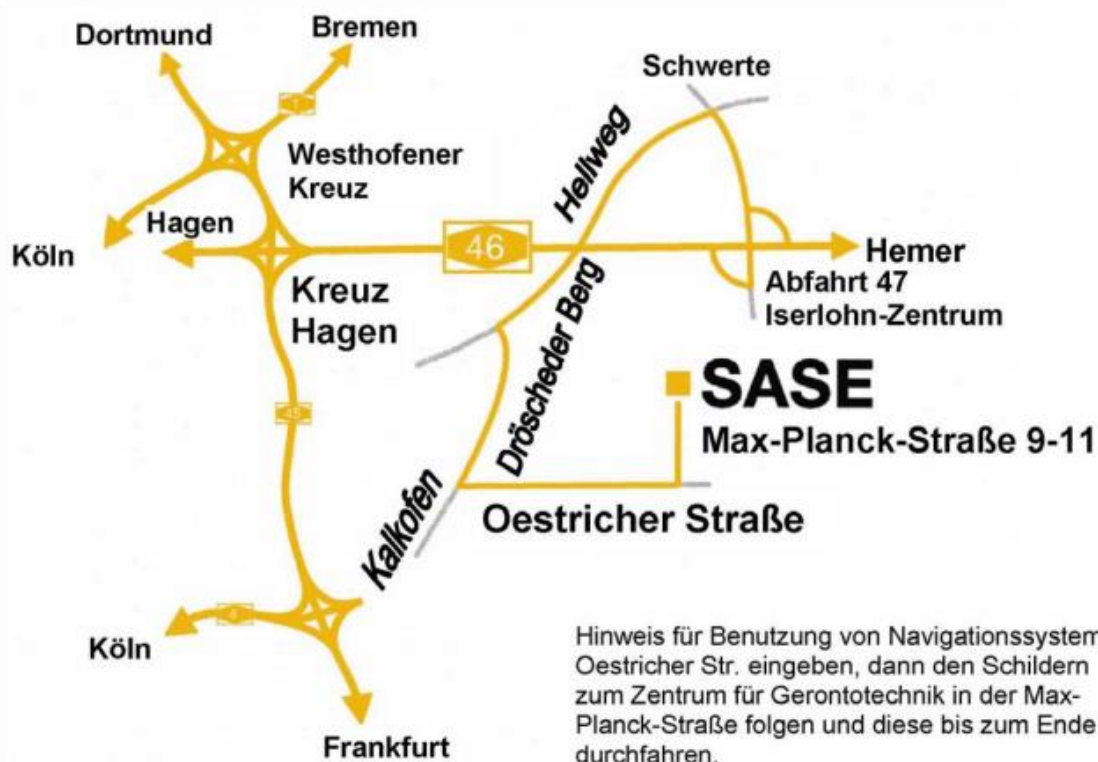 Dortmund
Bremen
Schwerte
1
Westhofener
Kreuz
Hellweg
Hagen
Köln
46
Hemer
Kreuz
Hagen
Abfahrt 47
Iserlohn-Zentrum
Dröscheder Berg
SASE
Max-Planck-Straße 9-11
45
Kalkofen
Oestricher Straße
4
Köln
Frankfurt
Hinweis für Benutzung von Navigationssystem
Oestricher Str. eingeben, dann den Schildern
zum Zentrum für Gerontotechnik in der Max-
Planck-Straße folgen und diese bis zum Ende
durchfahren.